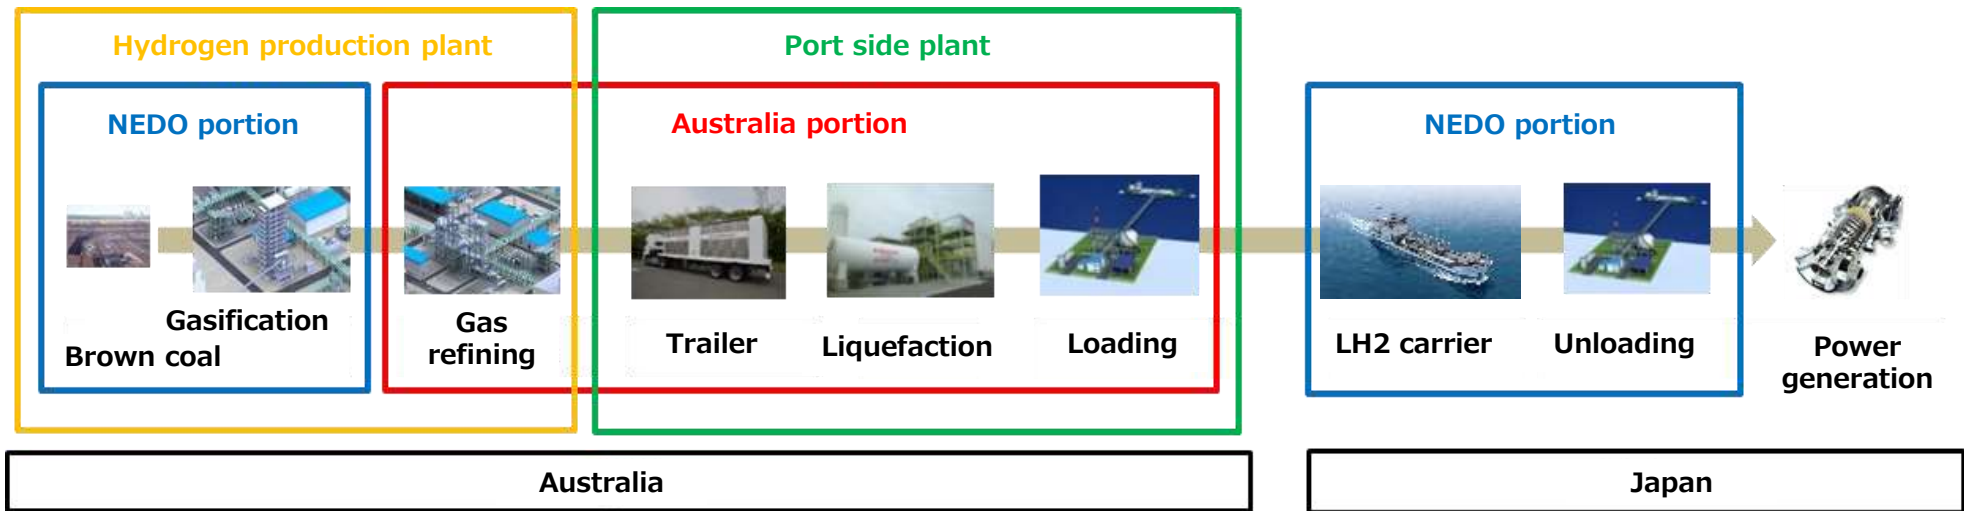 Hydrogen production plant
Port side plant
NEDO portion
Australia portion
NEDO portion
Brown coal
Gasification
Gas
refining
Trailer
Liquefaction
Loading
LH2 carrier
Unloading
Power
generation
Australia
Japan